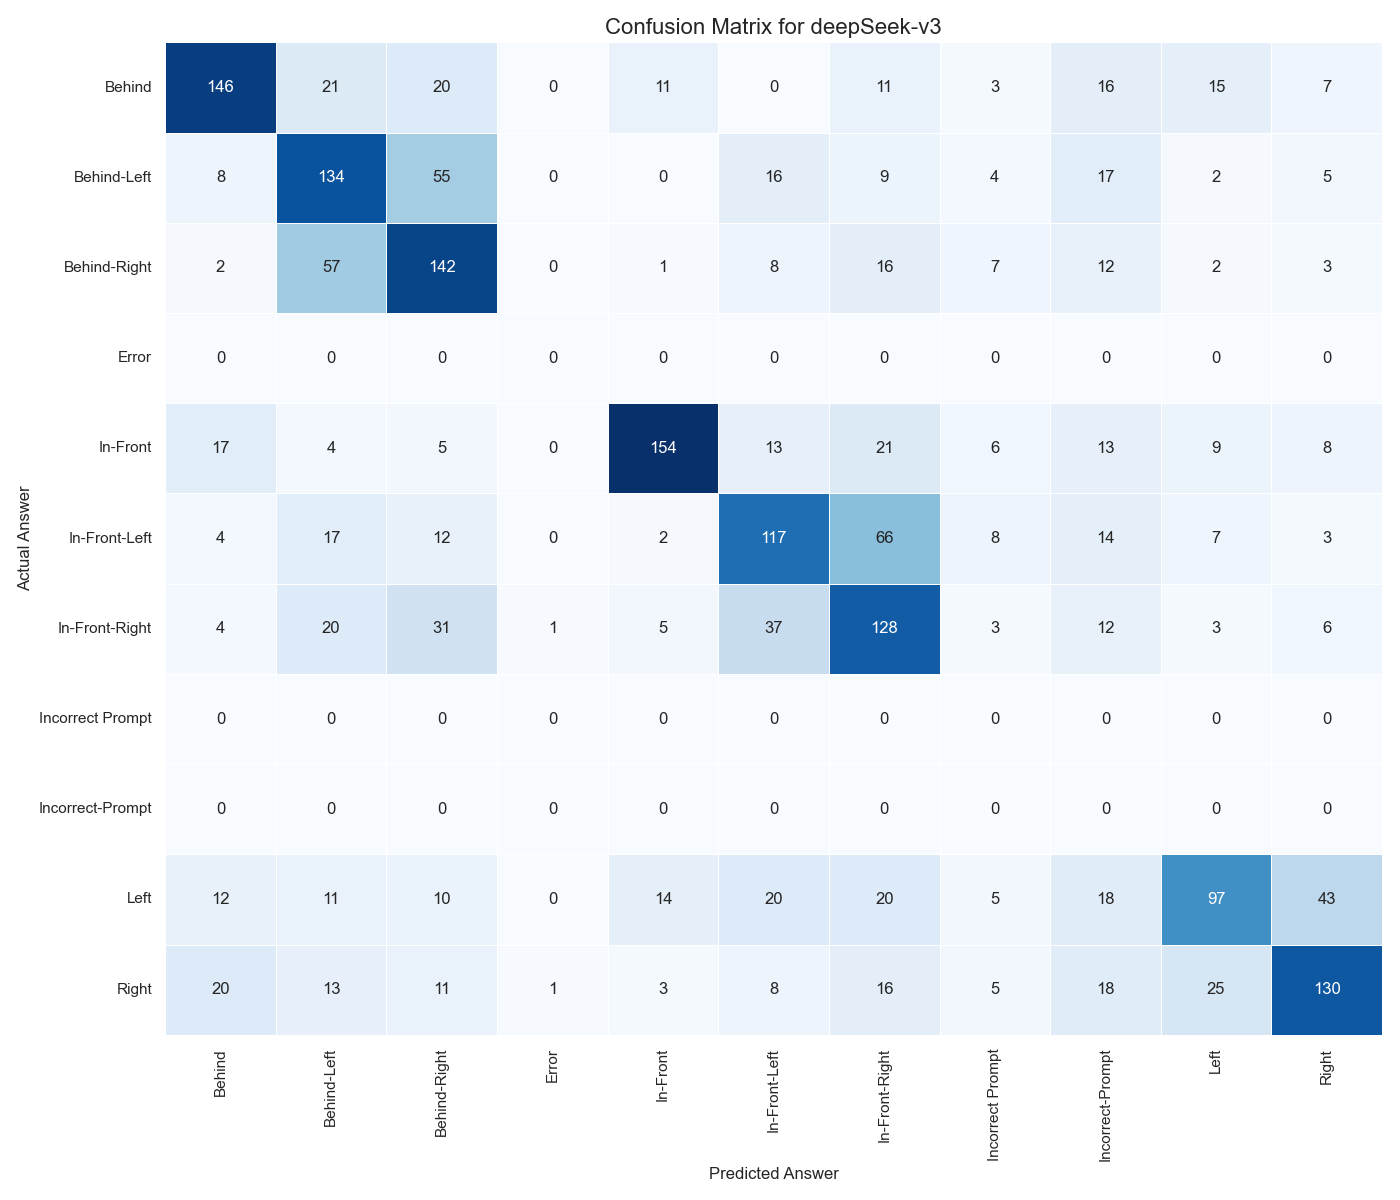 Confusion Matrix for deepSeek-v3
Behind 146 21 20 0 11 0 11 3 16 15 7
Behind-Left 8 134 55 0 0 16 9 4 17 2 5
Behind-Right 2 57 142 0 1 8 16 7 12 2 3
Error 0 0 0 0 0 0 0 0 0 0 0
In-Front 17 4 5 0 154 13 21 6 13 9 8
In-Front-Left 4 17 12 0 2 117 66 8 14 7 3
In-Front-Right 4 20 31 1 5 37 128 3 12 3 6
Incorrect Prompt 0 0 0 0 0 0 0 0 0 0 0
Incorrect-Prompt 0 0 0 0 0 0 0 0 0 0 0
Left 12 11 10 0 14 20 20 5 18 97 43
Right 20 13 11 1 3 8 16 5 18 25 130
Actual Answer
Behind Behind-Left Behind-Right Error In-Front In-Front-Left In-Front-Right Incorrect Prompt Incorrect-Prompt Left Right
Predicted Answer